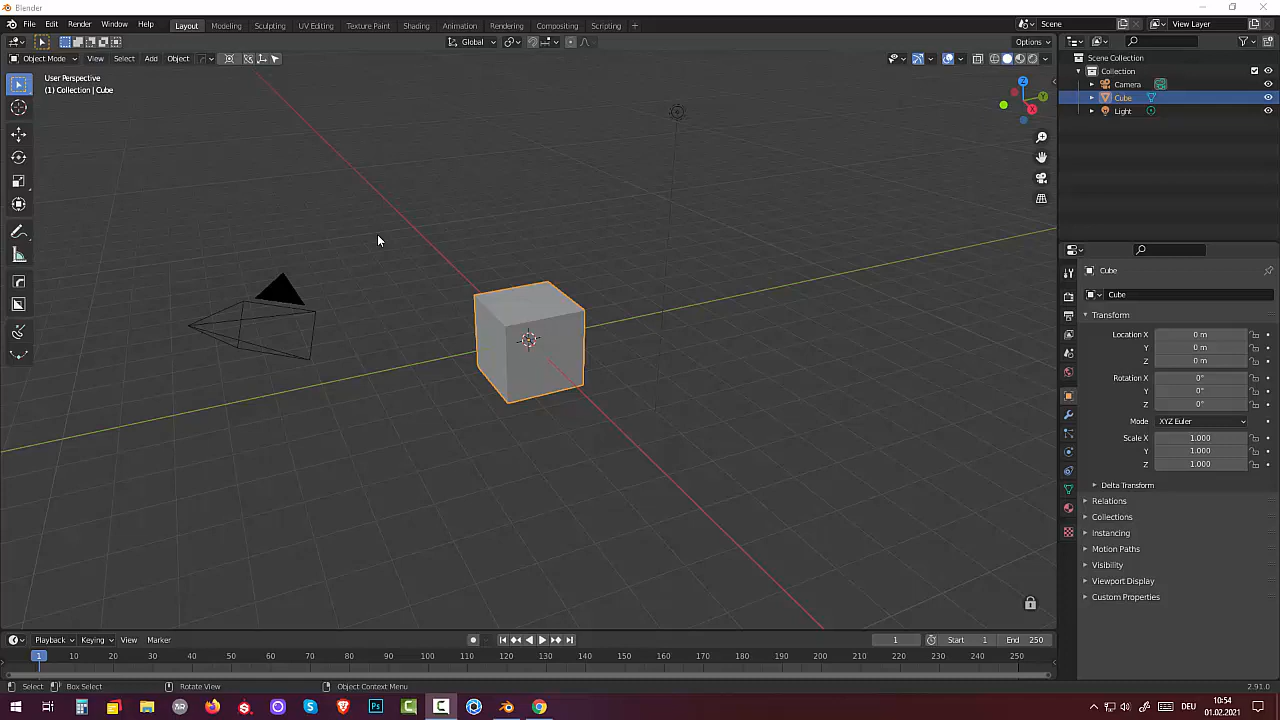 Blender
File Edit Render Window Help Layout Modeling Sculpting UV Editing Texture Paint Shading Animation Rendering Compositing Scripting + Scene View Layer
Global Options
Object Mode View Select Add Object
User Perspective
(1) Collection | Cube
X
Y
Z
Scene Collection
Collection
Camera
Cube
Light
Cube
Cube
Transform
Location X 0 m
Y 0 m
Z 0 m
Rotation X 0°
Y 0°
Z 0°
Mode XYZ Euler
Scale X 1.000
Y 1.000
Z 1.000
Delta Transform
Relations
Collections
Instancing
Motion Paths
Visibility
Viewport Display
Custom Properties
Playback Keying View Marker 1 Start 1 End 250
1 10 20 30 40 50 60 70 80 90 100 110 120 130 140 150 160 170 180 190 200 210 220 230 240 250
Select Box Select Rotate View Object Context Menu 2.91.0
Ps DEU 10:54
01.02.2021